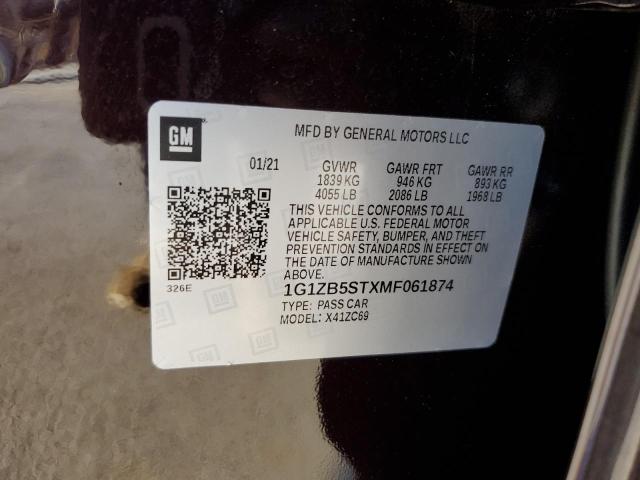 GM
MFD BY GENERAL MOTORS LLC
01/21 GVWR GAWR FRT GAWR RR
1839 KG 946 KG 893 KG
4055 LB 2086 LB 1968 LB
THIS VEHICLE CONFORMS TO ALL
APPLICABLE U.S. FEDERAL MOTOR
VEHICLE SAFETY, BUMPER, AND THEFT
PREVENTION STANDARDS IN EFFECT ON
THE DATE OF MANUFACTURE SHOWN
ABOVE.
326E
1G1ZB5STXMF061874
TYPE: PASS CAR
MODEL: X41ZC69